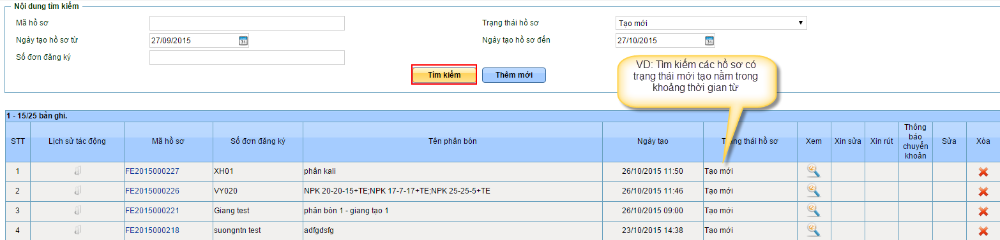 Nội dung tìm kiếm
Mã hồ sơ
Trạng thái hồ sơ Tạo mới
Ngày tạo hồ sơ từ 27/09/2015 31
Ngày tạo hồ sơ đến 27/10/2015 31
Số đơn đăng ký
Tìm kiếm Thêm mới
VD: Tìm kiếm các hồ sơ có
trạng thái mới tạo nằm trong
khoảng thời gian từ
1 - 15/25 bản ghi.
STT Lịch sử tác động Mã hồ sơ Số đơn đăng ký Tên phân bón Ngày tạo Trạng thái hồ sơ Xem Xin sửa Xin rút Thông báo chuyển khoản Sửa Xóa
1 FE2015000227 XH01 phân kali 26/10/2015 11:50 Tạo mới
2 FE2015000226 VY020 NPK 20-20-15+TE;NPK 17-7-17+TE;NPK 25-25-5+TE 26/10/2015 11:46 Tạo mới
3 FE2015000221 Giang test phân bón 1 - giang tạo 1 26/10/2015 09:00 Tạo mới
4 FE2015000218 suongntn test adfgdsfg 23/10/2015 14:38 Tạo mới